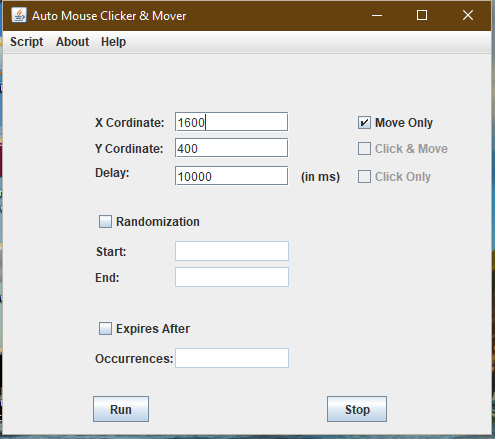 Auto Mouse Clicker & Mover
Script About Help
X Cordinate: 1600 Move Only
Y Cordinate: 400 Click & Move
Delay: 10000 (in ms) Click Only
Randomization
Start:
End:
Expires After
Occurrences:
Run Stop